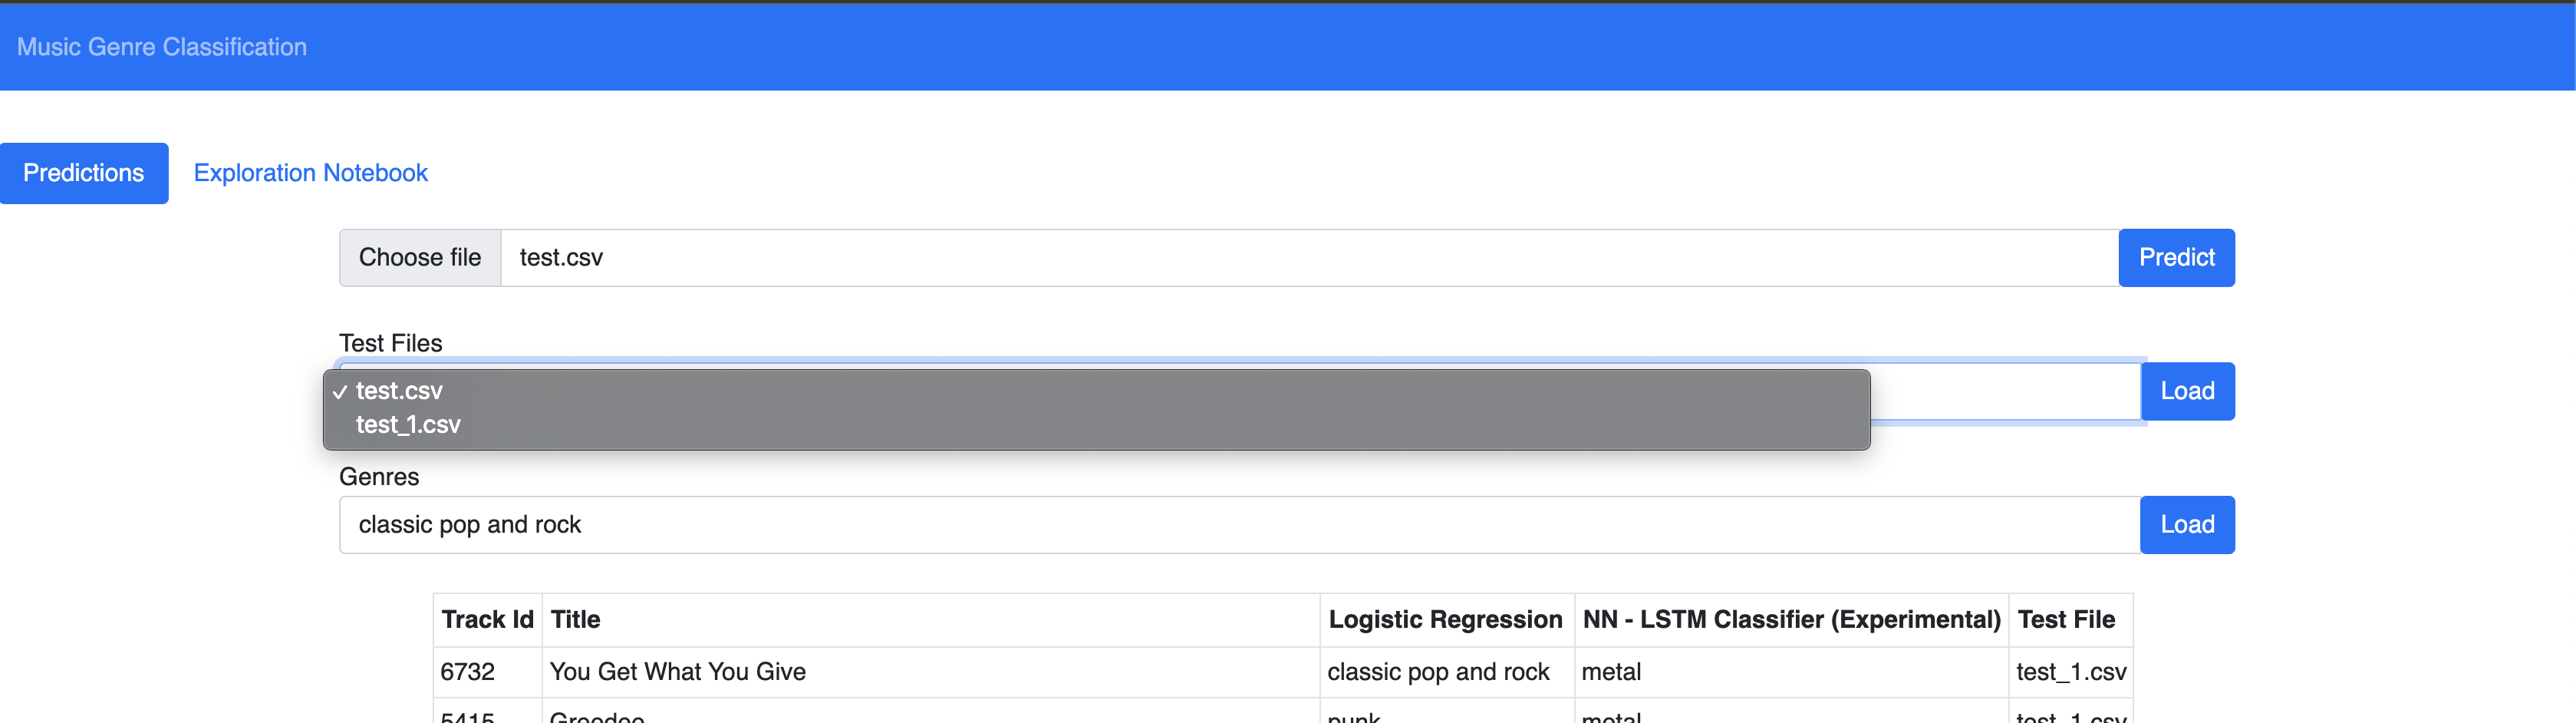 Music Genre Classification
Predictions Exploration Notebook
Choose file test.csv Predict
Test Files
✓ test.csv Load
test_1.csv
Genres
classic pop and rock Load
Track Id Title Logistic Regression NN - LSTM Classifier (Experimental) Test File
6732 You Get What You Give classic pop and rock metal test_1.csv
5415 Greedee punk metal test_1.csv